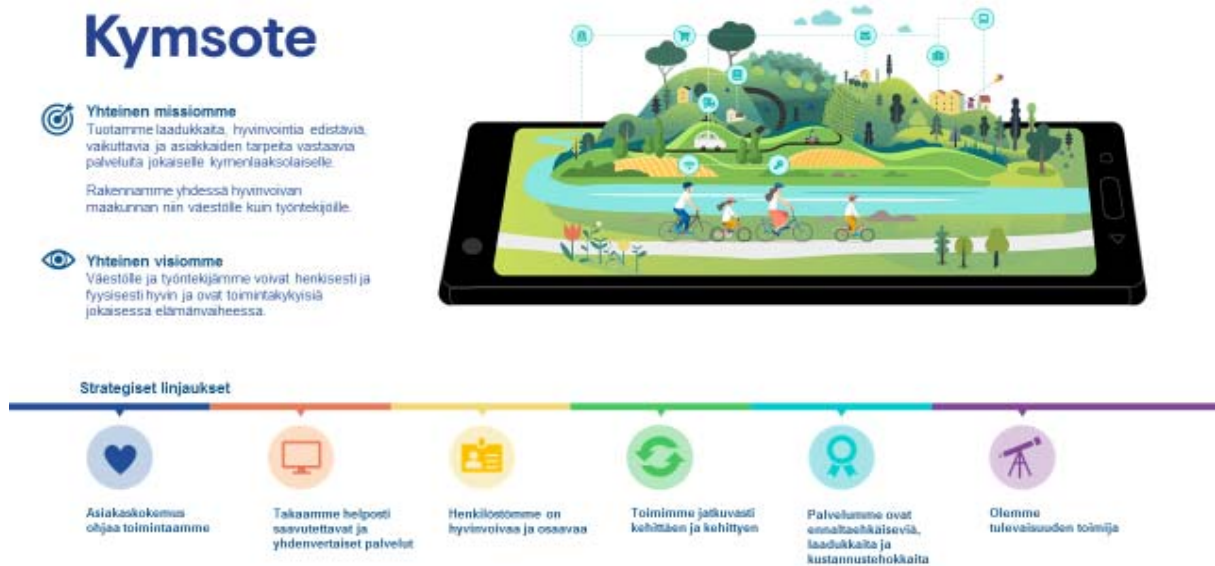 Kymsote
Yhteinen missiomme
Tuotamme laadukkaita, hyvinvointia edistäviä,
vaikuttavia ja asiakkaiden tarpeita vastaavia
palveluita jokaiselle kymenlaaksolaiselle.
Rakennamme yhdessä hyvinvoivan
maakunnan niin väestölle kuin työntekijöille.
Yhteinen visiomme
Väestölle ja työntekijämme voivat henkisesti ja
fyysisesti hyvin ja ovat toimintakykyisiä
jokaisessa elämänvaiheessa.
Strategiset linjaukset
Asiakaskokemus
ohjaa toimintaamme
Takaamme helposti
saavutettavat ja
yhdenvertaiset palvelut
Henkilöstömme on
hyvinvoivaa ja osaavaa
Toimimme jatkuvasti
kehittäen ja kehittyen
Palvelumme ovat
ennaltaehkäiseviä,
laadukkaita ja
kustannustehokkaita
Olemme
tulevaisuuden toimija